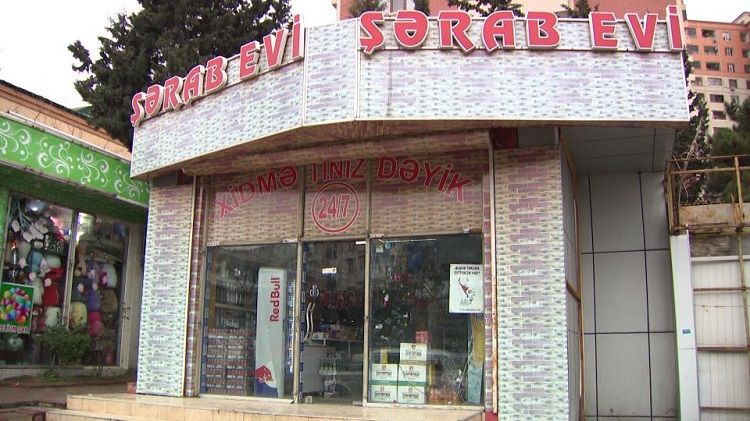 ŞƏRAB EVİ
ŞƏRAB EVİ
XİDMƏTİNİZDƏYİK
24/7
RedBull